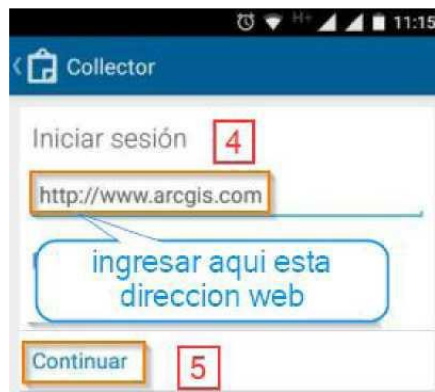 H+ 11:15
Collector
Iniciar sesión 4
http://www.arcgis.com
ingresar aqui esta
direccion web
Continuar 5